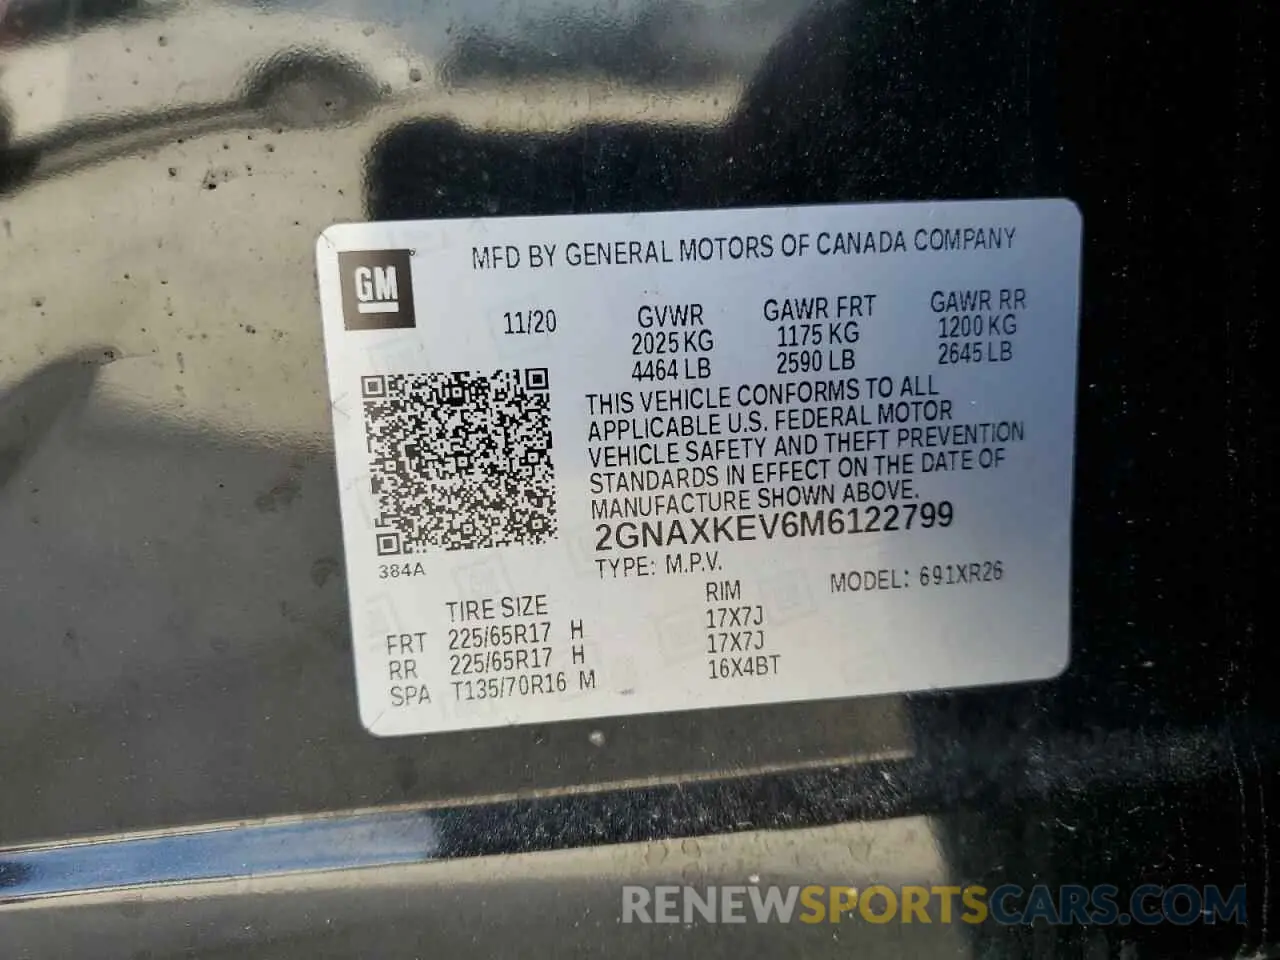 GM
MFD BY GENERAL MOTORS OF CANADA COMPANY
11/20
GVWR
2025 KG
4464 LB
GAWR FRT
1175 KG
2590 LB
GAWR RR
1200 KG
2645 LB
THIS VEHICLE CONFORMS TO ALL
APPLICABLE U.S. FEDERAL MOTOR
VEHICLE SAFETY AND THEFT PREVENTION
STANDARDS IN EFFECT ON THE DATE OF
MANUFACTURE SHOWN ABOVE.
2GNAXKEV6M6122799
TYPE: M.P.V.
MODEL: 691XR26
384A
TIRE SIZE RIM
FRT 225/65R17 H 17X7J
RR 225/65R17 H 17X7J
SPA T135/70R16 M 16X4BT
RENEWSPORTSCARS.COM